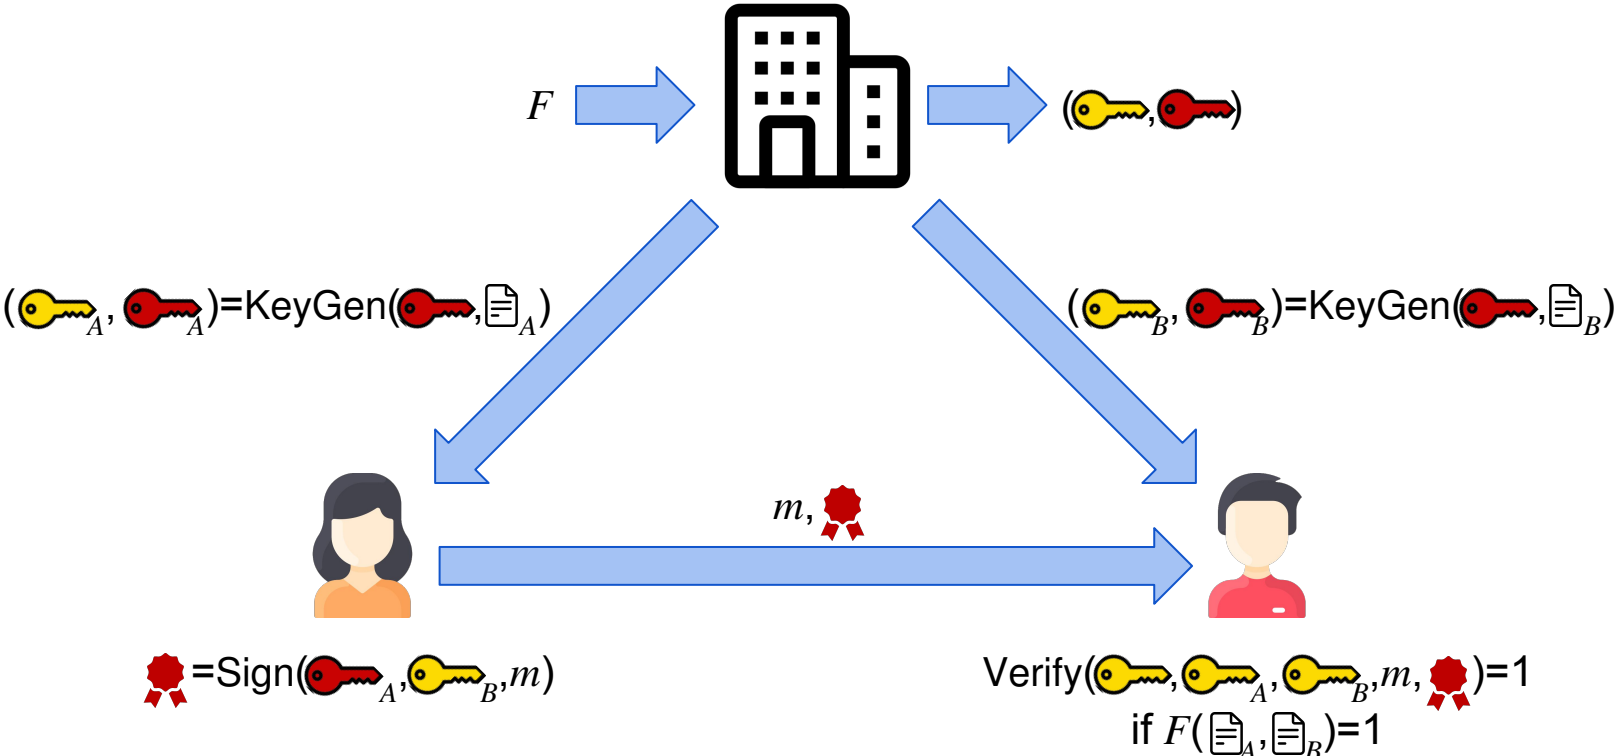 F
( , )
( A, A)=KeyGen( , A)
( B, B)=KeyGen( , B)
m,
=Sign( A, B,m)
Verify( , A, B,m, )=1
if F( A, B)=1